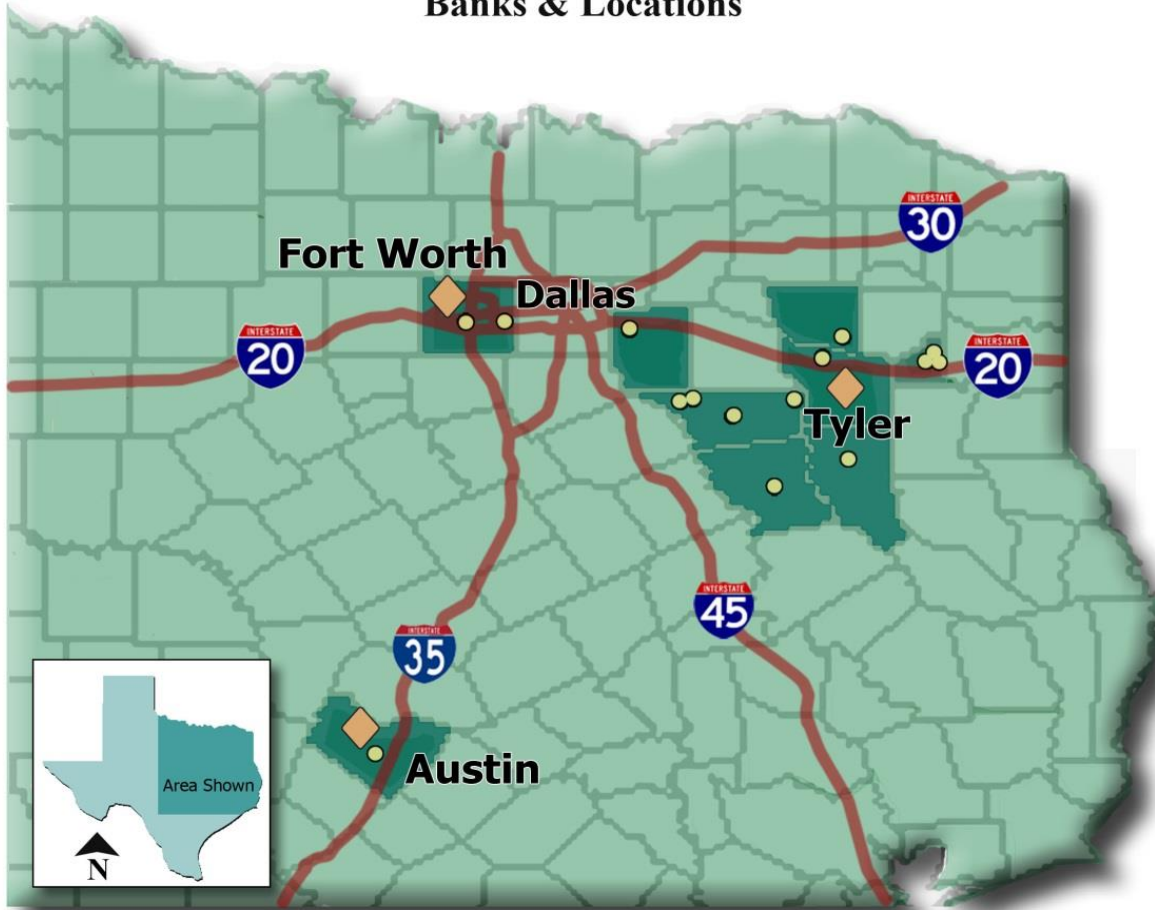 Banks & Locations
INTERSTATE
30
Fort Worth
Dallas
INTERSTATE
20
INTERSTATE
20
Tyler
INTERSTATE
45
INTERSTATE
35
Austin
Area Shown
N